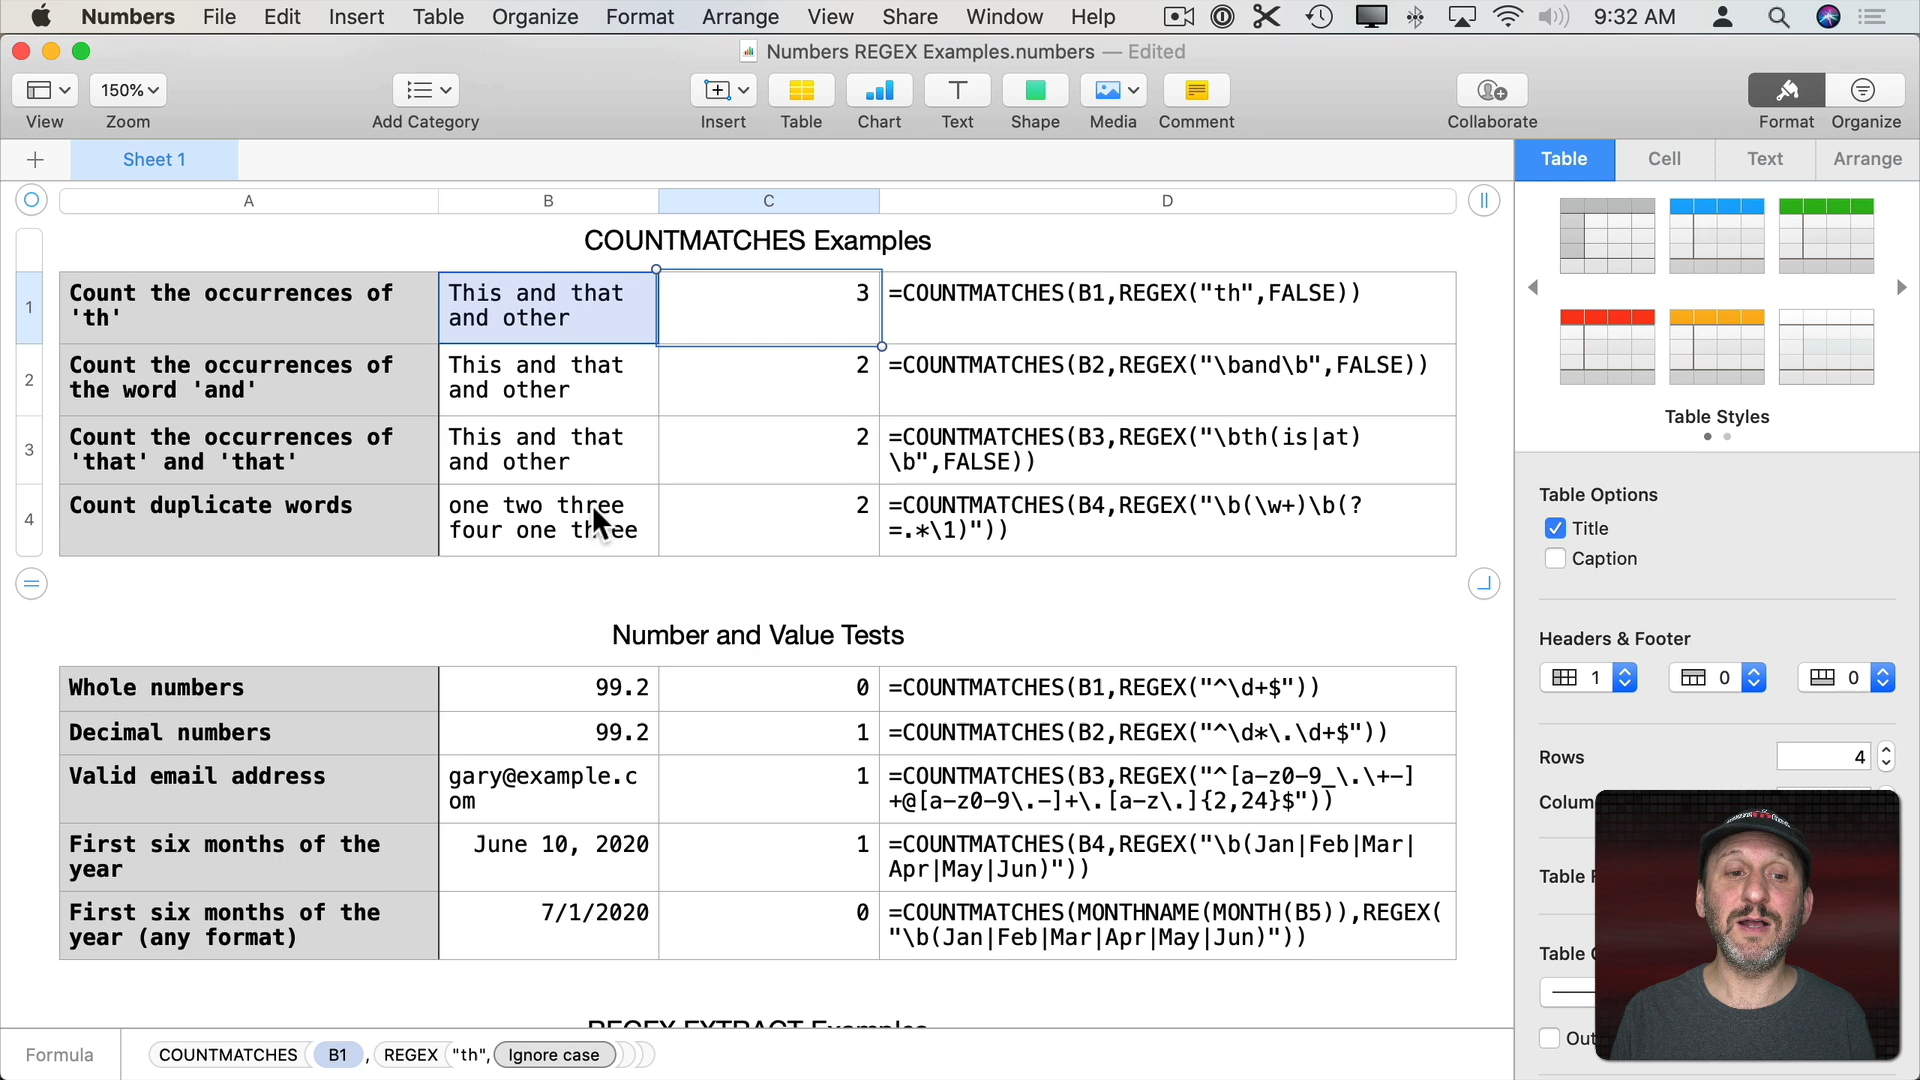 Numbers File Edit Insert Table Organize Format Arrange View Share Window Help 9:32 AM
Numbers REGEX Examples.numbers — Edited
150%
View Zoom Add Category Insert Table Chart Text Shape Media Comment Collaborate Format Organize
Sheet 1
Table Cell Text Arrange
A B C D
COUNTMATCHES Examples
1 Count the occurrences of 'th'
This and that and other
3
=COUNTMATCHES(B1,REGEX("th",FALSE))
2 Count the occurrences of the word 'and'
This and that and other
2
=COUNTMATCHES(B2,REGEX("\band\b",FALSE))
3 Count the occurrences of 'that' and 'that'
This and that and other
2
=COUNTMATCHES(B3,REGEX("\bth(is|at)
\b",FALSE))
4 Count duplicate words
one two three
four one three
2
=COUNTMATCHES(B4,REGEX("\b(\w+)\b(?
=.*\1)"))
Number and Value Tests
Whole numbers 99.2 0 =COUNTMATCHES(B1,REGEX("^\d+$"))
Decimal numbers 99.2 1 =COUNTMATCHES(B2,REGEX("^\d*\.\d+$"))
Valid email address
gary@example.c
om
1
=COUNTMATCHES(B3,REGEX("^[a-z0-9_\.\+-]
+@[a-z0-9\.-]+\.[a-z\.]{2,24}$"))
First six months of the
year
June 10, 2020
1
=COUNTMATCHES(B4,REGEX("\b(Jan|Feb|Mar|
Apr|May|Jun)"))
First six months of the
year (any format)
7/1/2020
0
=COUNTMATCHES(MONTHNAME(MONTH(B5)),REGEX(
"\b(Jan|Feb|Mar|Apr|May|Jun)"))
REGEX.EXTRACT Examples
Formula COUNTMATCHES B1 , REGEX "th", Ignore case
Table Styles
Table Options
Title
Caption
Headers & Footer
1 0 0
Rows 4
Colum
Table
Table
Out